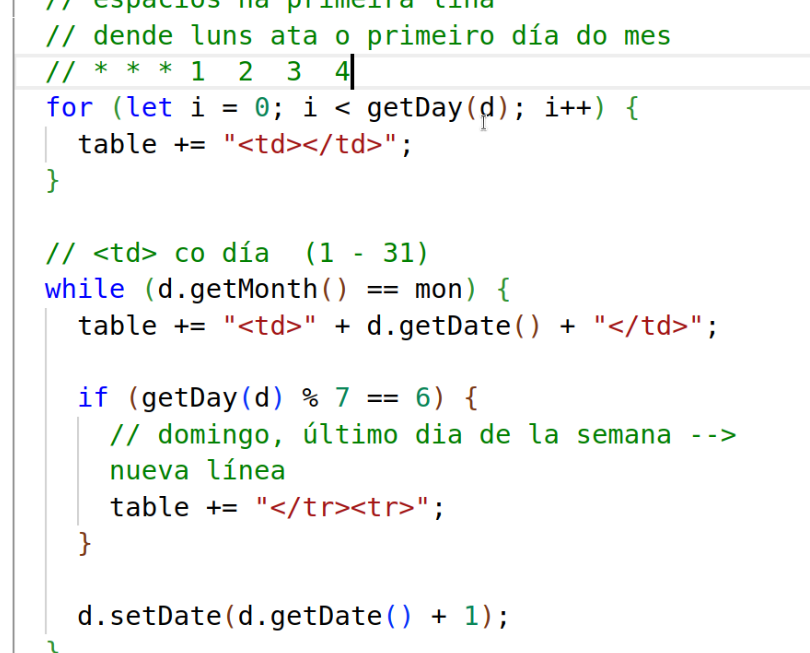 // espacios na primeira liña
// dende luns ata o primeiro día do mes
// * * * 1  2  3  4
for (let i = 0; i < getDay(d); i++) {
  table += "<td></td>";
}
// <td> co día  (1 - 31)
while (d.getMonth() == mon) {
  table += "<td>" + d.getDate() + "</td>";
  if (getDay(d) % 7 == 6) {
    // domingo, último dia de la semana -->
    nueva línea
    table += "</tr><tr>";
  }
  d.setDate(d.getDate() + 1);
}